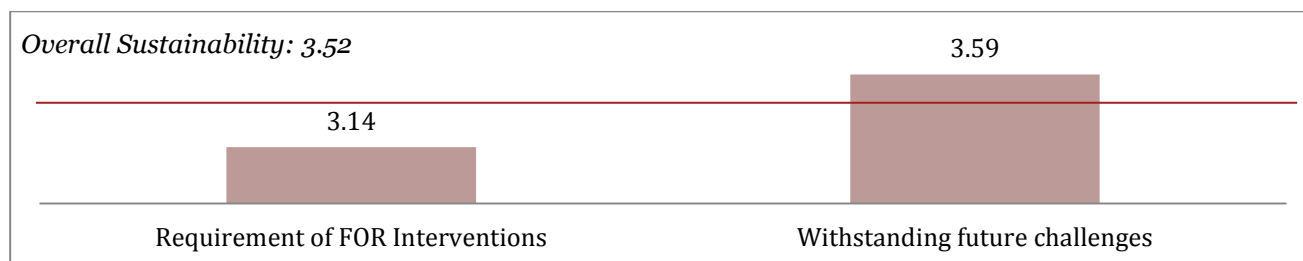 Overall Sustainability: 3.52
3.59
3.14
Requirement of FOR Interventions
Withstanding future challenges